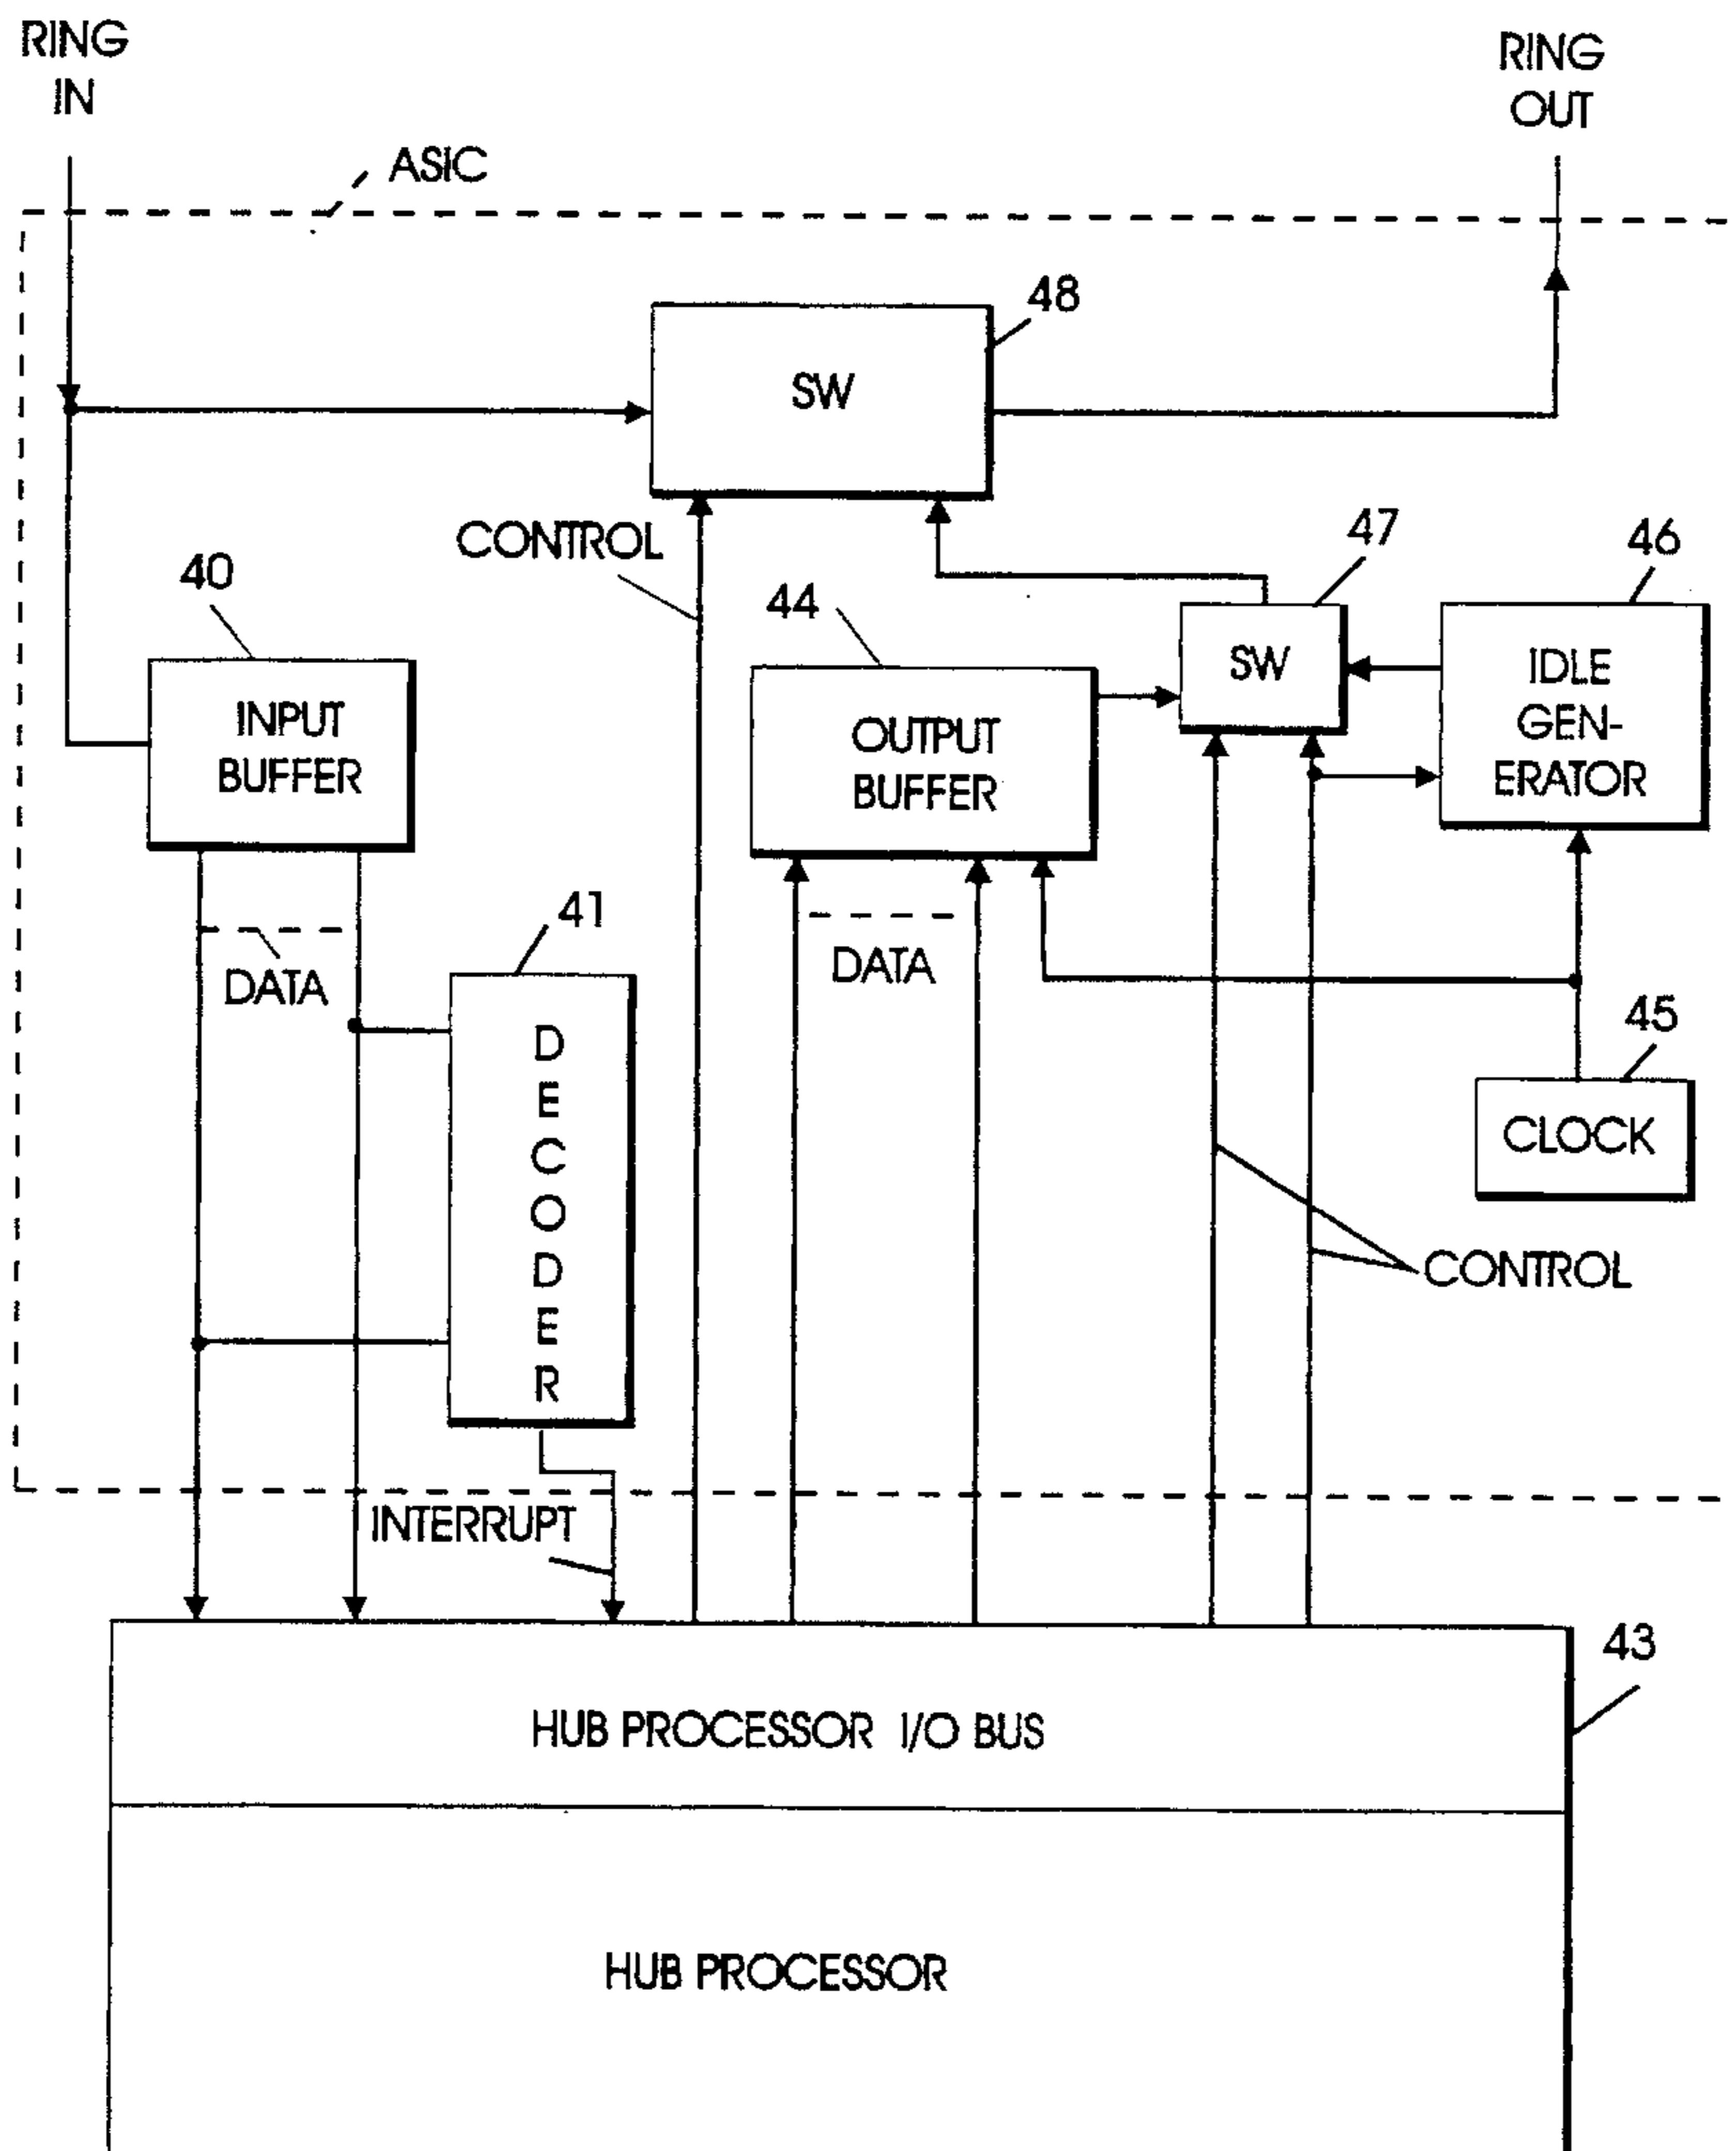 RING
IN
RING
OUT
ASIC
48
SW
CONTROL
47
46
40
44
SW
IDLE
GEN-
ERATOR
INPUT
BUFFER
OUTPUT
BUFFER
41
DATA
DATA
45
DECODER
CLOCK
CONTROL
INTERRUPT
43
HUB PROCESSOR I/O BUS
HUB PROCESSOR